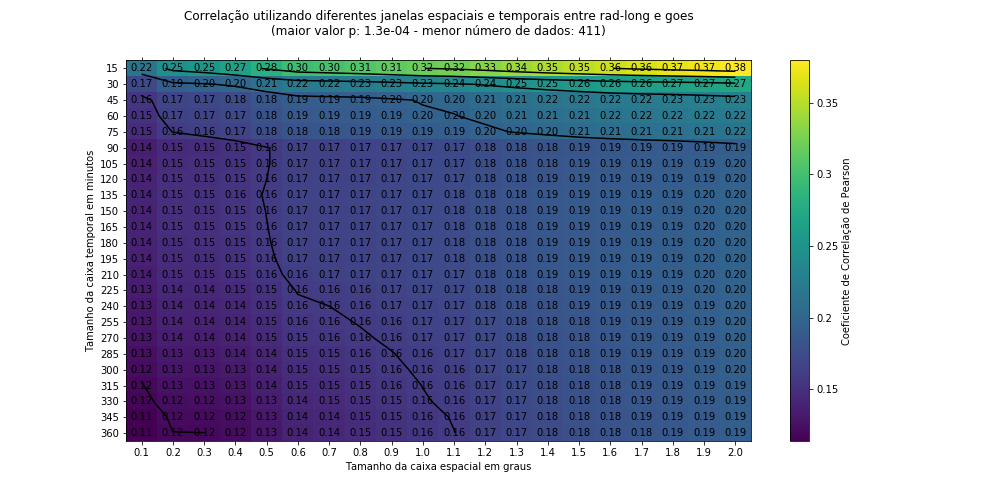 Correlação utilizando diferentes janelas espaciais e temporais entre rad-long e goes
(maior valor p: 1.3e-04 - menor número de dados: 411)
Tamanho da caixa temporal em minutos
15 0.22 0.25 0.25 0.27 0.28 0.30 0.30 0.31 0.31 0.32 0.32 0.33 0.34 0.35 0.35 0.36 0.36 0.37 0.37 0.38
30 0.17 0.19 0.20 0.20 0.21 0.22 0.22 0.23 0.23 0.23 0.24 0.24 0.25 0.25 0.26 0.26 0.26 0.27 0.27 0.27
45 0.16 0.17 0.17 0.18 0.18 0.19 0.19 0.19 0.20 0.20 0.21 0.21 0.22 0.22 0.22 0.22 0.23 0.23 0.23
60 0.15 0.17 0.17 0.17 0.18 0.19 0.19 0.19 0.19 0.20 0.20 0.20 0.21 0.21 0.21 0.22 0.22 0.22 0.22 0.22
75 0.15 0.16 0.16 0.17 0.18 0.18 0.18 0.19 0.19 0.19 0.19 0.20 0.20 0.20 0.21 0.21 0.21 0.21 0.21 0.22
90 0.14 0.15 0.15 0.15 0.16 0.17 0.17 0.17 0.17 0.17 0.17 0.18 0.18 0.18 0.19 0.19 0.19 0.19 0.19 0.19
105 0.14 0.15 0.15 0.15 0.16 0.17 0.17 0.17 0.17 0.17 0.17 0.18 0.18 0.18 0.19 0.19 0.19 0.19 0.19 0.20
120 0.14 0.15 0.15 0.15 0.16 0.17 0.17 0.17 0.17 0.17 0.18 0.18 0.18 0.19 0.19 0.19 0.19 0.19 0.20 0.20
135 0.14 0.15 0.15 0.16 0.16 0.17 0.17 0.17 0.17 0.17 0.18 0.18 0.18 0.19 0.19 0.19 0.19 0.19 0.20 0.20
150 0.14 0.15 0.15 0.15 0.16 0.17 0.17 0.17 0.17 0.17 0.18 0.18 0.18 0.19 0.19 0.19 0.19 0.19 0.20 0.20
165 0.14 0.15 0.15 0.15 0.16 0.17 0.17 0.17 0.17 0.17 0.18 0.18 0.18 0.19 0.19 0.19 0.19 0.19 0.20 0.20
180 0.14 0.15 0.15 0.15 0.16 0.17 0.17 0.17 0.17 0.17 0.18 0.18 0.18 0.19 0.19 0.19 0.19 0.19 0.20 0.20
195 0.14 0.15 0.15 0.15 0.16 0.16 0.17 0.17 0.17 0.17 0.17 0.18 0.18 0.18 0.19 0.19 0.19 0.19 0.20 0.20
210 0.14 0.15 0.15 0.15 0.16 0.16 0.17 0.17 0.17 0.17 0.17 0.18 0.18 0.18 0.19 0.19 0.19 0.19 0.20 0.20
225 0.13 0.14 0.14 0.15 0.15 0.16 0.16 0.16 0.17 0.17 0.17 0.18 0.18 0.18 0.19 0.19 0.19 0.19 0.19 0.20
240 0.13 0.14 0.14 0.14 0.15 0.16 0.16 0.16 0.17 0.17 0.17 0.18 0.18 0.18 0.19 0.19 0.19 0.19 0.19 0.20
255 0.13 0.14 0.14 0.14 0.15 0.16 0.16 0.16 0.16 0.17 0.17 0.17 0.18 0.18 0.18 0.19 0.19 0.19 0.19 0.20
270 0.13 0.14 0.14 0.14 0.15 0.15 0.16 0.16 0.16 0.17 0.17 0.17 0.18 0.18 0.18 0.19 0.19 0.19 0.19 0.20
285 0.13 0.13 0.13 0.14 0.14 0.15 0.15 0.16 0.16 0.16 0.17 0.17 0.18 0.18 0.18 0.18 0.19 0.19 0.19 0.20
300 0.12 0.13 0.13 0.14 0.14 0.15 0.15 0.16 0.16 0.16 0.16 0.17 0.17 0.18 0.18 0.18 0.19 0.19 0.19 0.20
315 0.12 0.13 0.13 0.13 0.14 0.15 0.15 0.15 0.16 0.16 0.16 0.17 0.17 0.18 0.18 0.18 0.19 0.19 0.19 0.19
330 0.12 0.12 0.13 0.13 0.14 0.14 0.15 0.15 0.15 0.16 0.16 0.17 0.17 0.18 0.18 0.18 0.19 0.19 0.19 0.19
345 0.11 0.12 0.12 0.12 0.13 0.14 0.15 0.15 0.15 0.16 0.16 0.17 0.17 0.18 0.18 0.18 0.18 0.19 0.19 0.19
360 0.11 0.12 0.12 0.12 0.13 0.14 0.14 0.15 0.15 0.16 0.16 0.17 0.17 0.18 0.18 0.18 0.18 0.19 0.19 0.19
0.1 0.2 0.3 0.4 0.5 0.6 0.7 0.8 0.9 1.0 1.1 1.2 1.3 1.4 1.5 1.6 1.7 1.8 1.9 2.0
Tamanho da caixa espacial em graus
0.35
0.3
0.25
0.2
0.15
Coeficiente de Correlação de Pearson